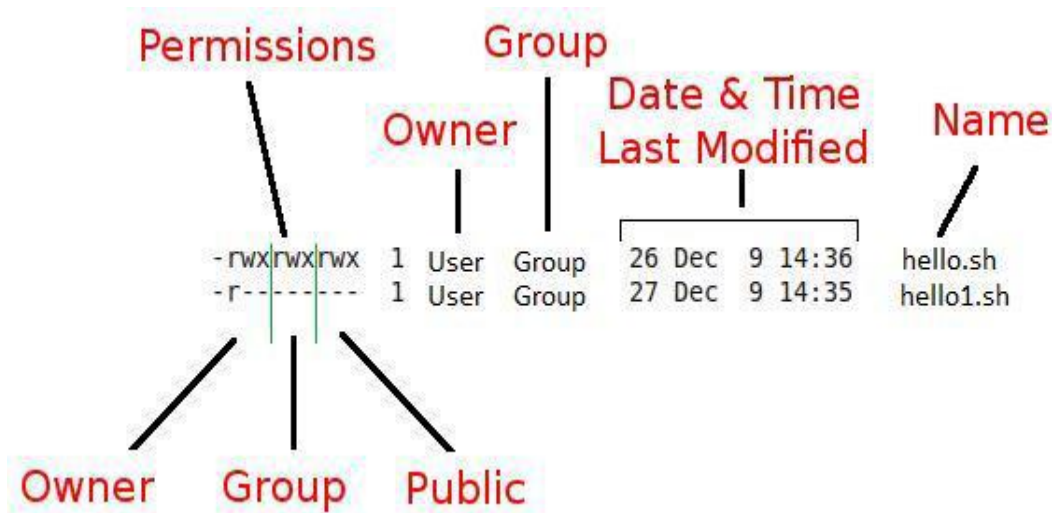 Permissions
Group
Owner
Date & Time
Last Modified
Name
-rwxrwxrwx 1 User Group 26 Dec 9 14:36 hello.sh
-r-------- 1 User Group 27 Dec 9 14:35 hello1.sh
Owner Group Public